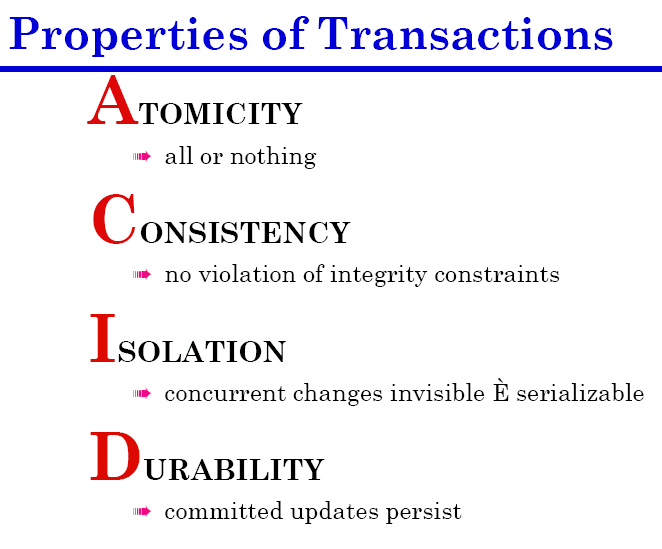 Properties of Transactions
ATOMICITY
all or nothing
CONSISTENCY
no violation of integrity constraints
ISOLATION
concurrent changes invisible È serializable
DURABILITY
committed updates persist